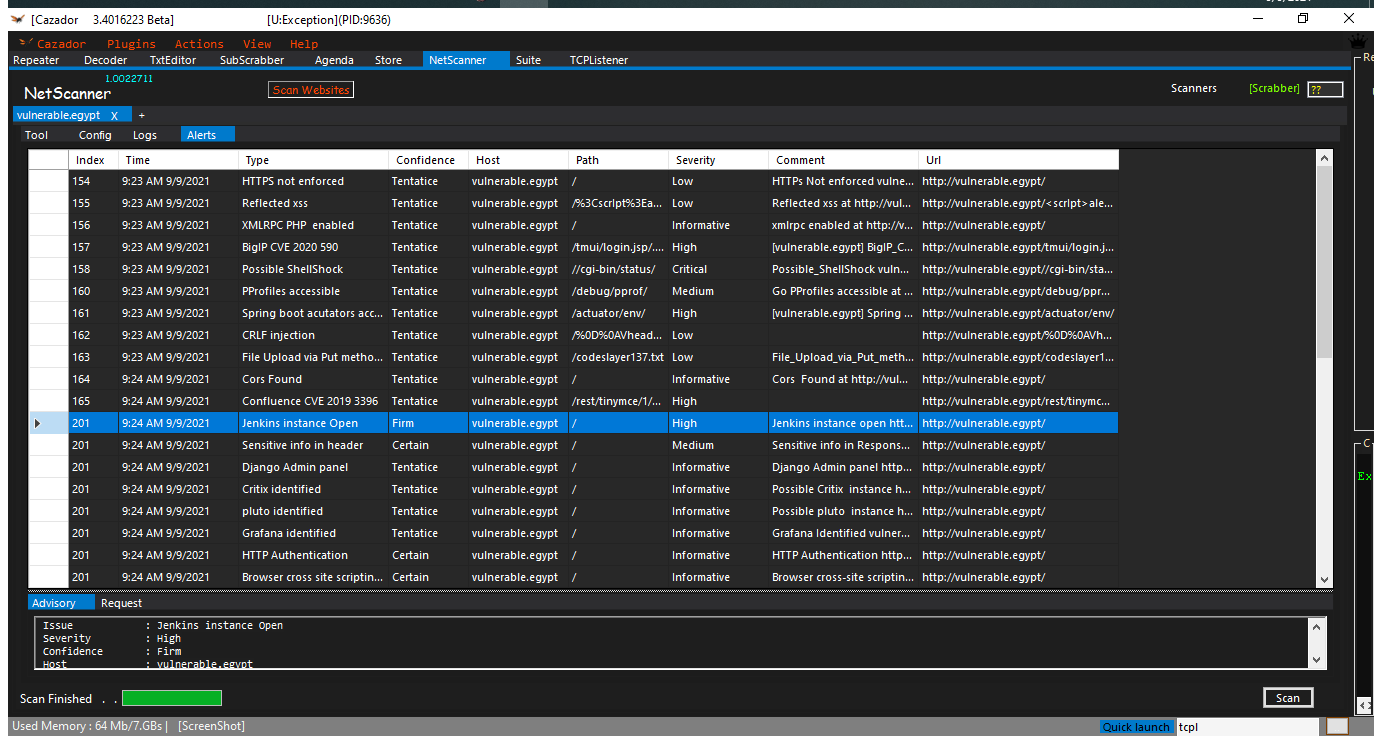 [Cazador 3.4016223 Beta] [U:Exception](PID:9636)
Cazador Plugins Actions View Help
Repeater Decoder TxtEditor SubScrabber Agenda Store NetScanner Suite TCPListener
1.0022711
NetScanner Scan Websites Scanners [Scrabber] ??
vulnerable.egypt X +
Tool Config Logs Alerts
Index Time Type Confidence Host Path Severity Comment Url
154 9:23 AM 9/9/2021 HTTPS not enforced Tentatice vulnerable.egypt / Low HTTPs Not enforced vulne... http://vulnerable.egypt/
155 9:23 AM 9/9/2021 Reflected xss Tentatice vulnerable.egypt /%3Cscrlpt%3Ea... Low Reflected xss at http://vul... http://vulnerable.egypt/<scrlpt>ale...
156 9:23 AM 9/9/2021 XMLRPC PHP enabled Tentatice vulnerable.egypt / Informative xmlrpc enabled at http://v... http://vulnerable.egypt/
157 9:23 AM 9/9/2021 BigIP CVE 2020 590 Tentatice vulnerable.egypt /tmui/login.jsp/.... High [vulnerable.egypt] BigIP_C... http://vulnerable.egypt/tmui/login.j...
158 9:23 AM 9/9/2021 Possible ShellShock Tentatice vulnerable.egypt //cgi-bin/status/ Critical Possible_ShellShock vuln... http://vulnerable.egypt//cgi-bin/sta...
160 9:23 AM 9/9/2021 PProfiles accessible Tentatice vulnerable.egypt /debug/pprof/ Medium Go PProfiles accessible at ... http://vulnerable.egypt/debug/ppr...
161 9:23 AM 9/9/2021 Spring boot acutators acc... Tentatice vulnerable.egypt /actuator/env/ High [vulnerable.egypt] Spring ... http://vulnerable.egypt/actuator/env/
162 9:23 AM 9/9/2021 CRLF injection Tentatice vulnerable.egypt /%0D%0AVhead... Low http://vulnerable.egypt/%0D%0AVh...
163 9:23 AM 9/9/2021 File Upload via Put metho... Tentatice vulnerable.egypt /codeslayer137.txt Low File_Upload_via_Put_meth... http://vulnerable.egypt/codeslayer1...
164 9:24 AM 9/9/2021 Cors Found Tentatice vulnerable.egypt / Informative Cors Found at http://vul... http://vulnerable.egypt/
165 9:24 AM 9/9/2021 Confluence CVE 2019 3396 Tentatice vulnerable.egypt /rest/tinymce/1/... High http://vulnerable.egypt/rest/tinymc...
201 9:24 AM 9/9/2021 Jenkins instance Open Firm vulnerable.egypt / High Jenkins instance open htt... http://vulnerable.egypt/
201 9:24 AM 9/9/2021 Sensitive info in header Certain vulnerable.egypt / Medium Sensitive info in Respons... http://vulnerable.egypt/
201 9:24 AM 9/9/2021 Django Admin panel Tentatice vulnerable.egypt / Informative Django Admin panel http... http://vulnerable.egypt/
201 9:24 AM 9/9/2021 Critix identified Tentatice vulnerable.egypt / Informative Possible Critix instance h... http://vulnerable.egypt/
201 9:24 AM 9/9/2021 pluto identified Tentatice vulnerable.egypt / Informative Possible pluto instance h... http://vulnerable.egypt/
201 9:24 AM 9/9/2021 Grafana identified Tentatice vulnerable.egypt / Informative Grafana Identified vulner... http://vulnerable.egypt/
201 9:24 AM 9/9/2021 HTTP Authentication Certain vulnerable.egypt / Informative HTTP Authentication http... http://vulnerable.egypt/
201 9:24 AM 9/9/2021 Browser cross site scriptin... Certain vulnerable.egypt / Informative Browser cross-site scriptin... http://vulnerable.egypt/
Advisory Request
Issue : Jenkins instance Open
Severity : High
Confidence : Firm
Host : vulnerable.egypt
Scan Finished . . Scan
Used Memory : 64 Mb/7.GBs | [ScreenShot] Quick launch tcpl